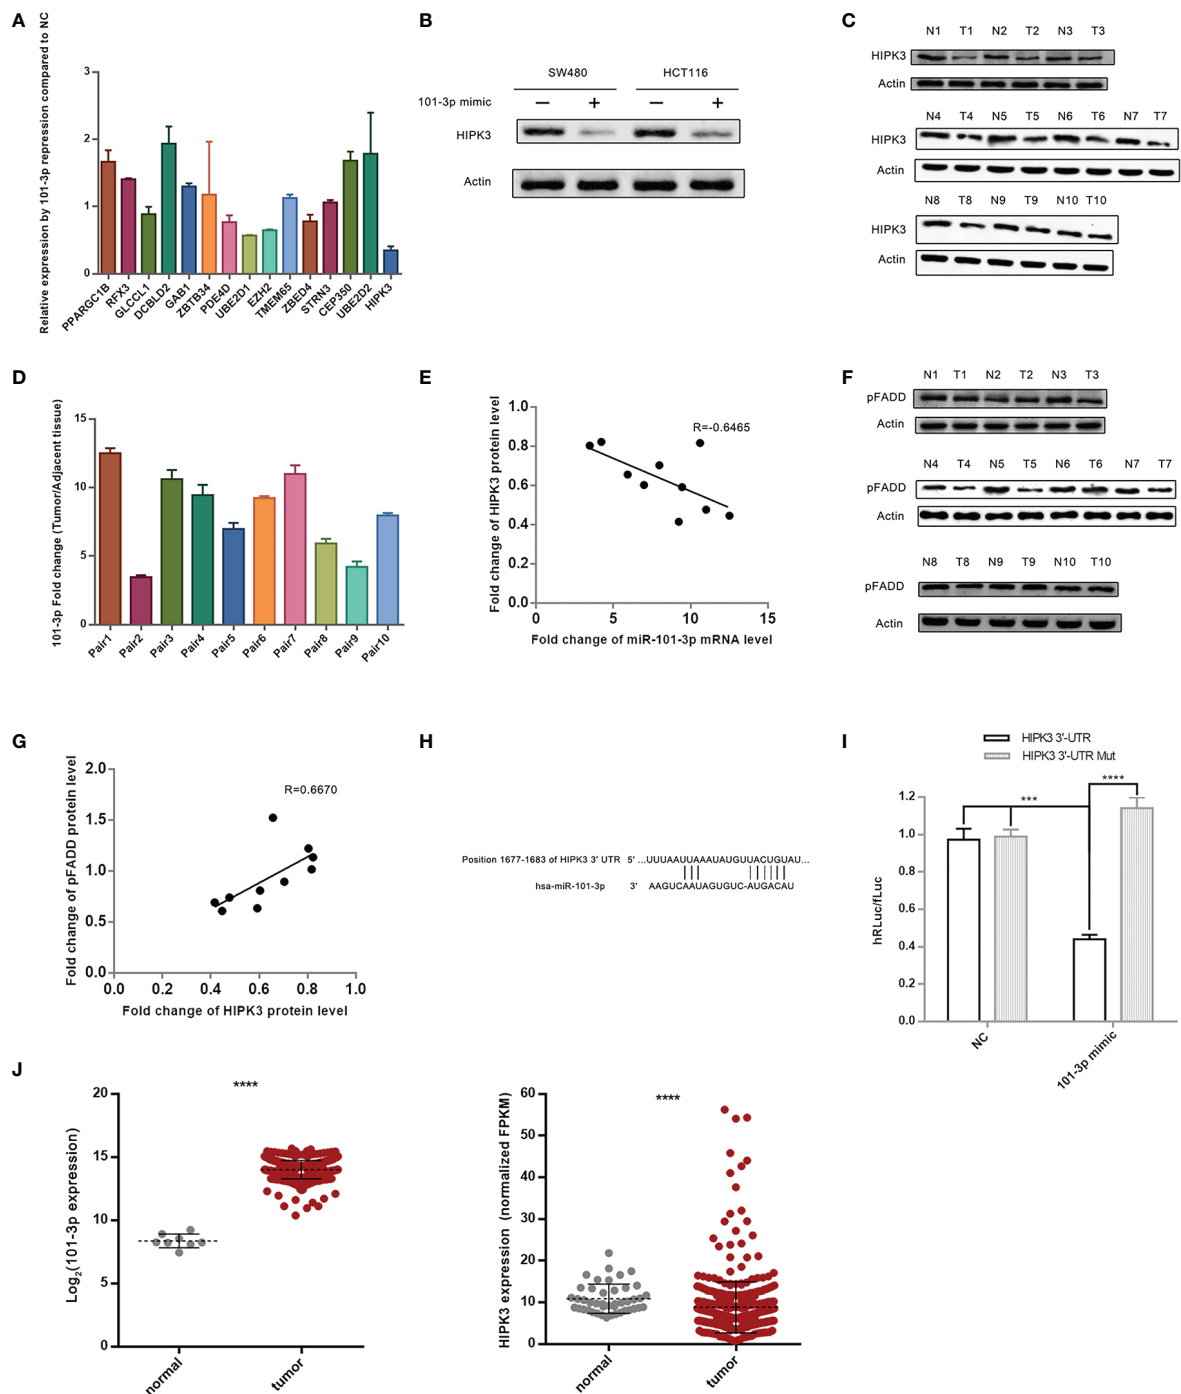 A
Relative expression by 101-3p repression compared to NC
3
2
1
0
PPARGC1B
RFX3
GLCCL1
DCBLD2
GAB1
ZBTB34
PDE4D
UBE2D1
EZH2
TMEM65
ZBED4
STRN3
CEP350
UBE2D2
HIPK3
B
SW480 HCT116
101-3p mimic — + — +
HIPK3
Actin
C
N1 T1 N2 T2 N3 T3
HIPK3
Actin
N4 T4 N5 T5 N6 T6 N7 T7
HIPK3
Actin
N8 T8 N9 T9 N10 T10
HIPK3
Actin
D
101-3p Fold change (Tumor/Adjacent tissue)
15
10
5
0
Pair1
Pair2
Pair3
Pair4
Pair5
Pair6
Pair7
Pair8
Pair9
Pair10
E
Fold change of HIPK3 protein level
1.0
0.8
0.6
0.4
0.2
0.0
R=-0.6465
0 5 10 15
Fold change of miR-101-3p mRNA level
F
N1 T1 N2 T2 N3 T3
pFADD
Actin
N4 T4 N5 T5 N6 T6 N7 T7
pFADD
Actin
N8 T8 N9 T9 N10 T10
pFADD
Actin
G
Fold change of pFADD protein level
2.0
1.5
1.0
0.5
0.0
R=0.6670
0.0 0.2 0.4 0.6 0.8 1.0
Fold change of HIPK3 protein level
H
Position 1677-1683 of HIPK3 3' UTR 5' ...UUUAAUUAAAUAUGUUACUGUAU...
hsa-miR-101-3p 3' AAGUCAAUAGUGUC-AUGACAU
I
HIPK3 3'-UTR
HIPK3 3'-UTR Mut
hRLuc/fLuc
1.2
1.0
0.8
0.6
0.4
0.2
0.0
***
****
NC
101-3p mimic
J
Log2(101-3p expression)
20
15
10
5
0
****
normal
tumor
HIPK3 expression (normalized FPKM)
60
50
40
30
20
10
0
****
normal
tumor